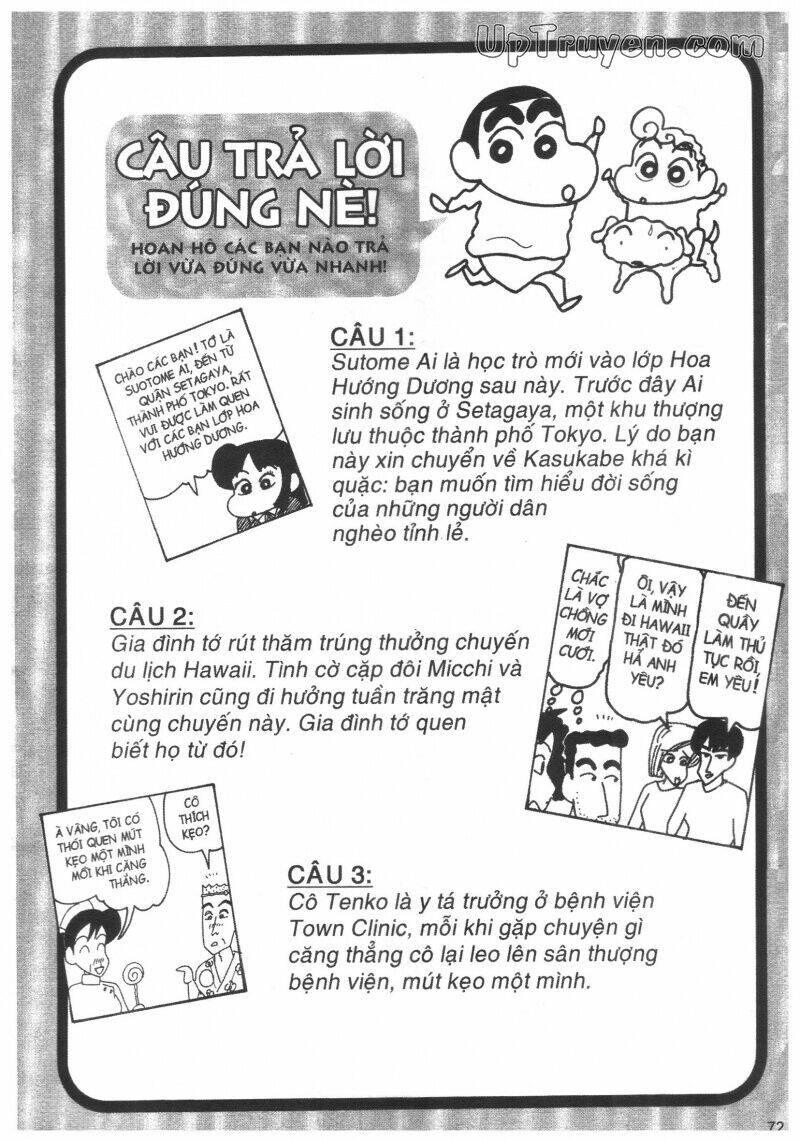 UpTruyen.com
CÂU TRẢ LỜI
ĐÚNG NÈ!
HOAN HÔ CÁC BẠN NÀO TRẢ
LỜI VỪA ĐÚNG VỪA NHANH!
CÂU 1:
Sutome Ai là học trò mới vào lớp Hoa
Hướng Dương sau này. Trước đây Ai
sinh sống ở Setagaya, một khu thượng
lưu thuộc thành phố Tokyo. Lý do bạn
này xin chuyển về Kasukabe khá kì
quặc: bạn muốn tìm hiểu đời sống
của những người dân
nghèo tỉnh lẻ.
CHÀO CÁC BẠN! TỚ LÀ
SUOTOME AI, ĐẾN TỪ
QUẬN SETAGAYA,
THÀNH PHỐ TOKYO. RẤT
VUI ĐƯỢC LÀM QUEN
VỚI CÁC BẠN LỚP HOA
HƯỚNG DƯƠNG.
CÂU 2:
Gia đình tớ rút thăm trúng thưởng chuyến
du lịch Hawaii. Tình cờ cặp đôi Micchi và
Yoshirin cũng đi hưởng tuần trăng mật
cùng chuyến này. Gia đình tớ quen
biết họ từ đó!
ĐẾN
QUẦY
LÀM THỦ
TỤC RỒI,
EM YÊU!
ÔI, VẬY
LÀ MÌNH
ĐI HAWAII
THẬT ĐÓ
HẢ ANH
YÊU?
CHẮC
LÀ VỢ
CHỒNG
MỚI
CƯỚI.
CÔ
THÍCH
KẸO?
À VÂNG, TÔI CÓ
THÓI QUEN MÚT
KẸO MỘT MÌNH
MỖI KHI CĂNG
THẲNG.
CÂU 3:
Cô Tenko là y tá trưởng ở bệnh viện
Town Clinic, mỗi khi gặp chuyện gì
căng thẳng cô lại leo lên sân thượng
bệnh viện, mút kẹo một mình.
72